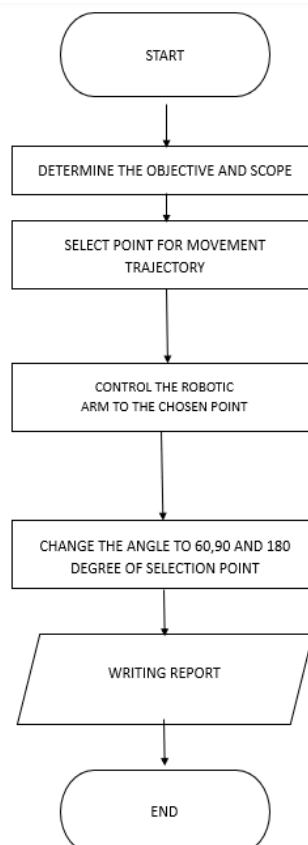 START
DETERMINE THE OBJECTIVE AND SCOPE
SELECT POINT FOR MOVEMENT
TRAJECTORY
CONTROL THE ROBOTIC
ARM TO THE CHOSEN POINT
CHANGE THE ANGLE TO 60,90 AND 180
DEGREE OF SELECTION POINT
WRITING REPORT
END